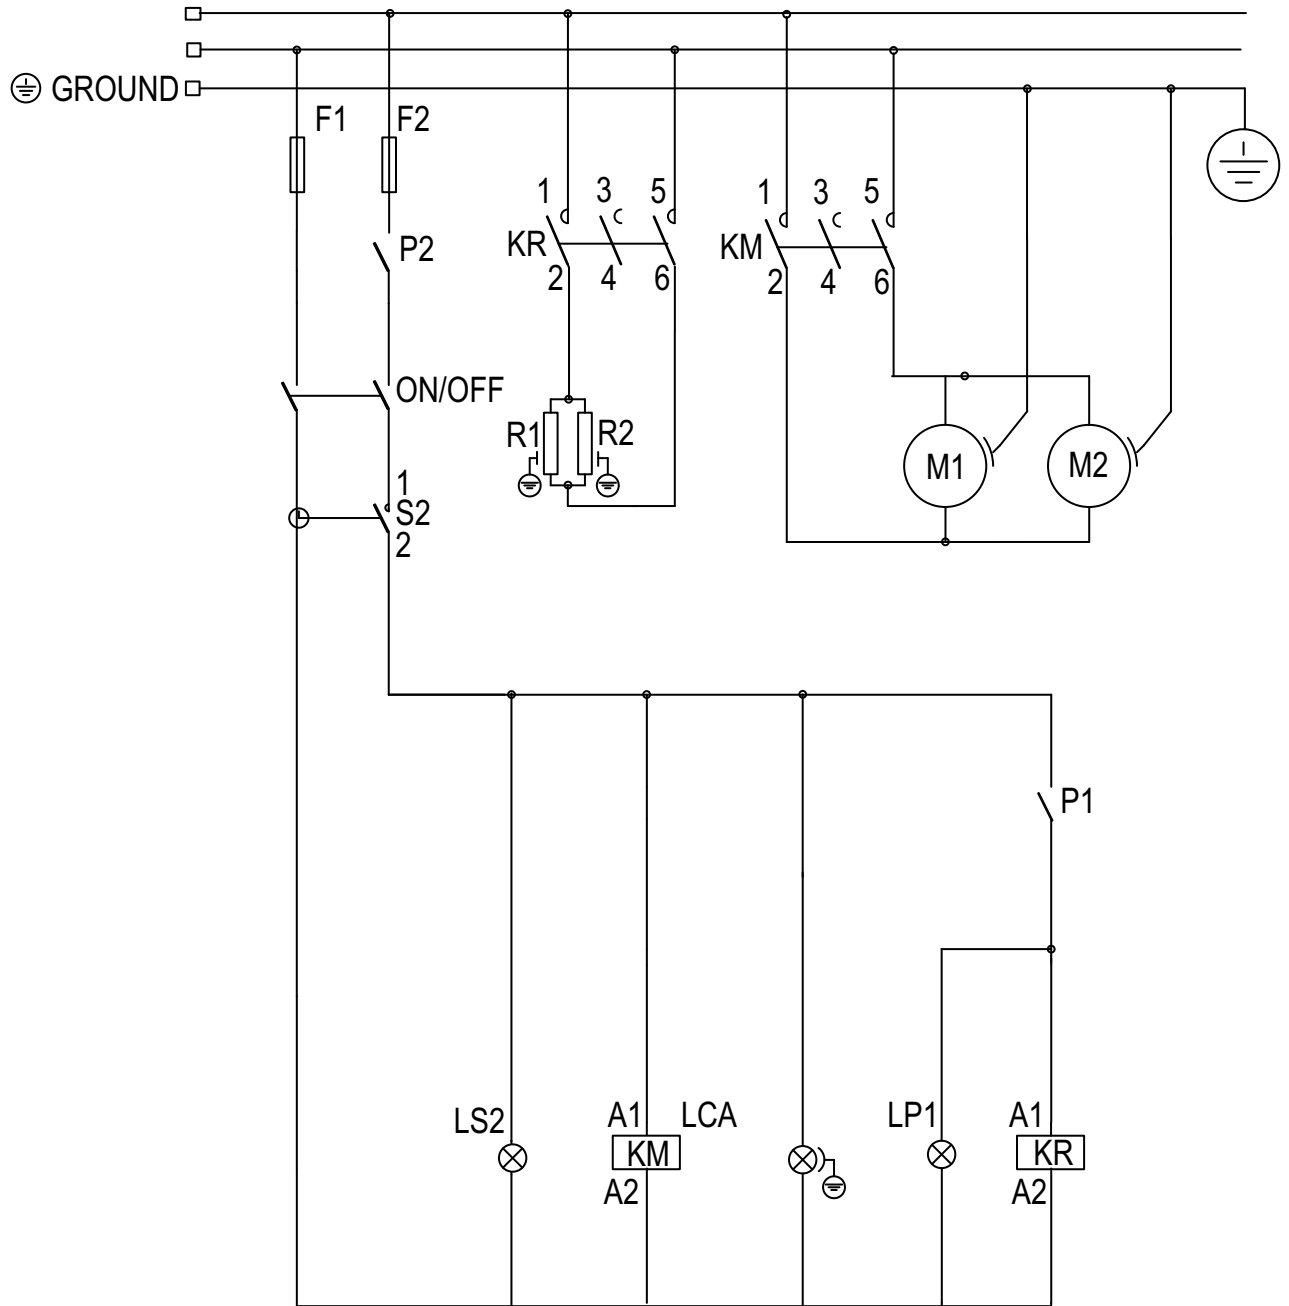 GROUND
F1 F2
1 3 5 1 3 5
KR P2 KM
2 4 6 2 4 6
ON/OFF
R1 R2
M1 M2
1
S2
2
P1
LS2 A1 LCA LP1 A1
KM KR
A2 A2